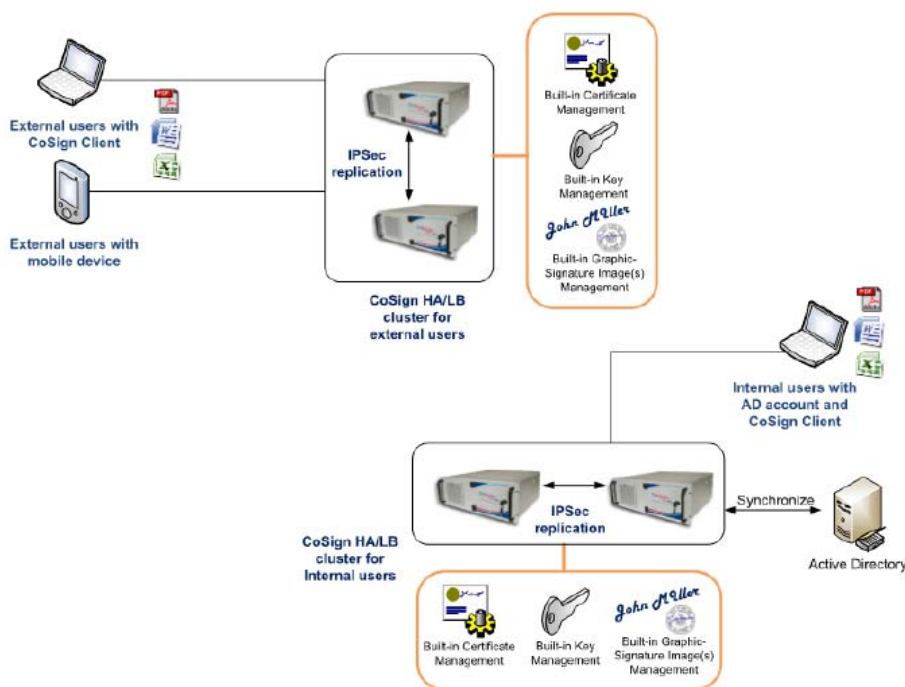 Built-in Certificate
Management
External users with
CoSign Client
PDF
IPSec
replication
Built-in Key
Management
John Miller
External users with
mobile device
Built-in Graphic-
Signature Image(s)
Management
CoSign HA/LB
cluster for
external users
PDF
Internal users with
AD account and
CoSign Client
IPSec
replication
Synchronize
CoSign HA/LB
cluster for
Internal users
Active Directory
John Miller
Built-in Certificate
Management
Built-in Key
Management
Built-in Graphic-
Signature Image(s)
Management